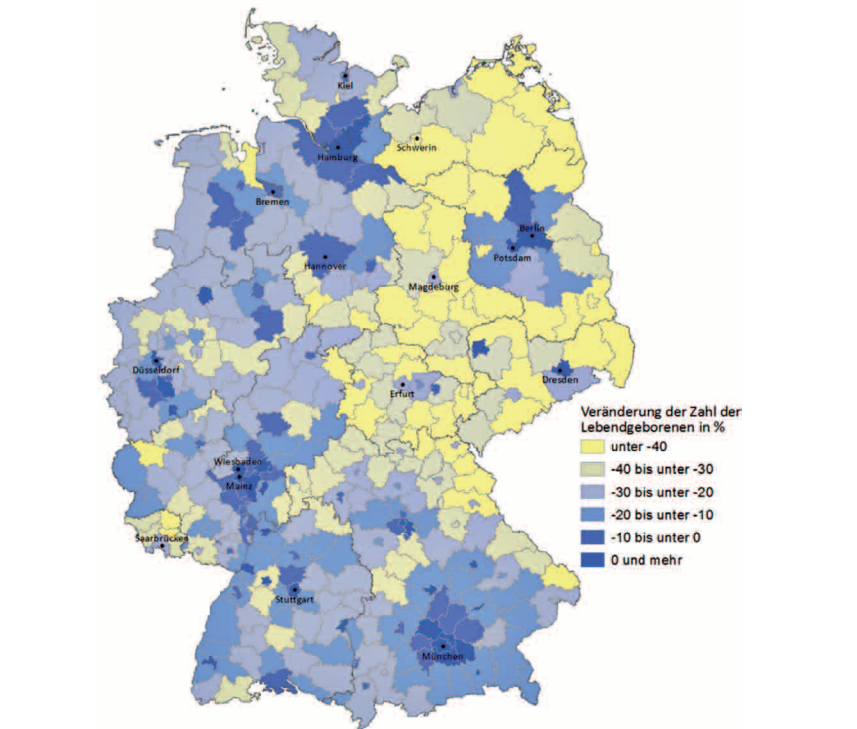 Kiel
Schwerin
Hamburg
Bremen
Berlin
Potsdam
Hannover
Magdeburg
Düsseldorf
Dresden
Erfurt
Veränderung der Zahl der
Lebendgeborenen in %
unter -40
-40 bis unter -30
-30 bis unter -20
-20 bis unter -10
-10 bis unter 0
0 und mehr
Wiesbaden
Mainz
Saarbrücken
Stuttgart
München